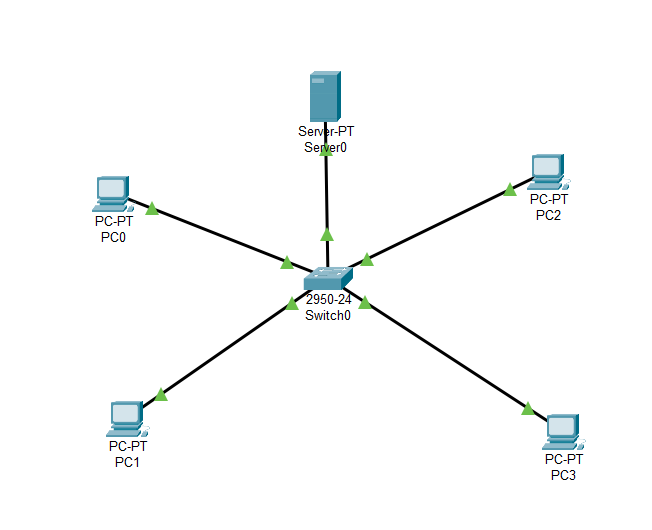 Server-PT
Server0
PC-PT
PC0
PC-PT
PC2
2950-24
Switch0
PC-PT
PC1
PC-PT
PC3